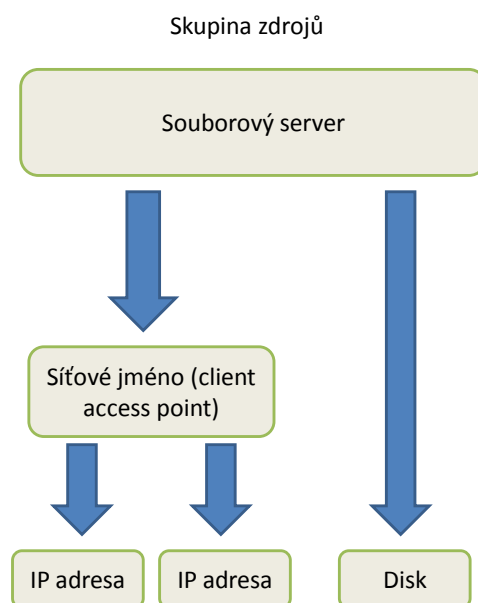 Skupina zdrojů
Souborový server
Síťové jméno (client
access point)
IP adresa
IP adresa
Disk